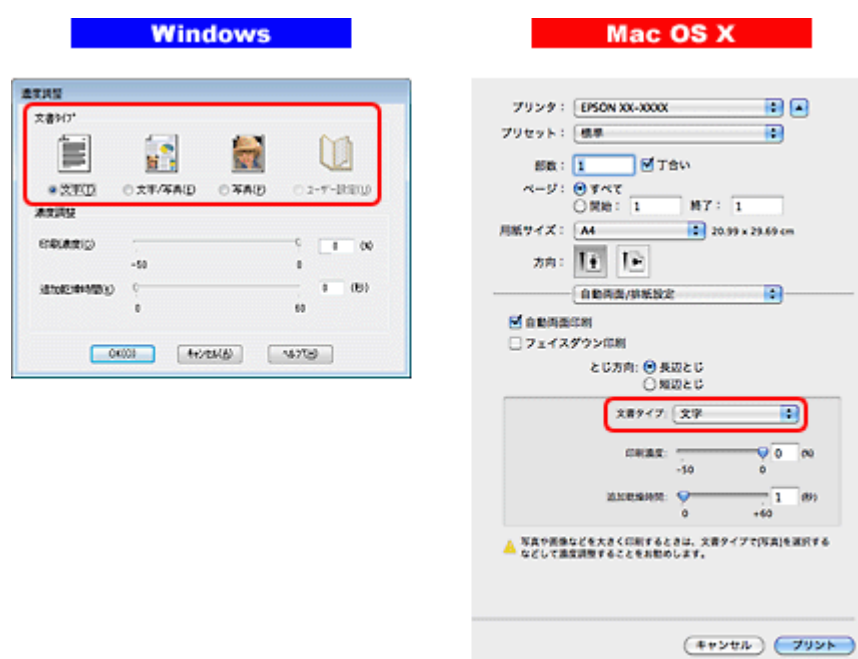 Windows
濃度調整
文書タイプ
文字(T)
文字/写真(E)
写真(P)
ユーザー設定(U)
濃度調整
印刷濃度(C)
0
(%)
-50
0
追加乾燥時間(K)
0
(秒)
0
60
OK(O)
キャンセル(A)
ヘルプ(H)
Mac OS X
プリンタ： EPSON XX-XXXX
プリセット： 標準
部数： 1 丁合い
ページ： すべて
開始： 1 終了： 1
用紙サイズ： A4 20.99 x 29.69 cm
方向：
自動両面/排紙設定
自動両面印刷
フェイスダウン印刷
とじ方向: 長辺とじ
短辺とじ
文書タイプ: 文字
印刷濃度: 0 (%)
-50 0
追加乾燥時間: 1 (秒)
0 +60
写真や画像などを大きく印刷するときは、文書タイプで[写真]を選択する
などして濃度調整することをお勧めします。
キャンセル プリント